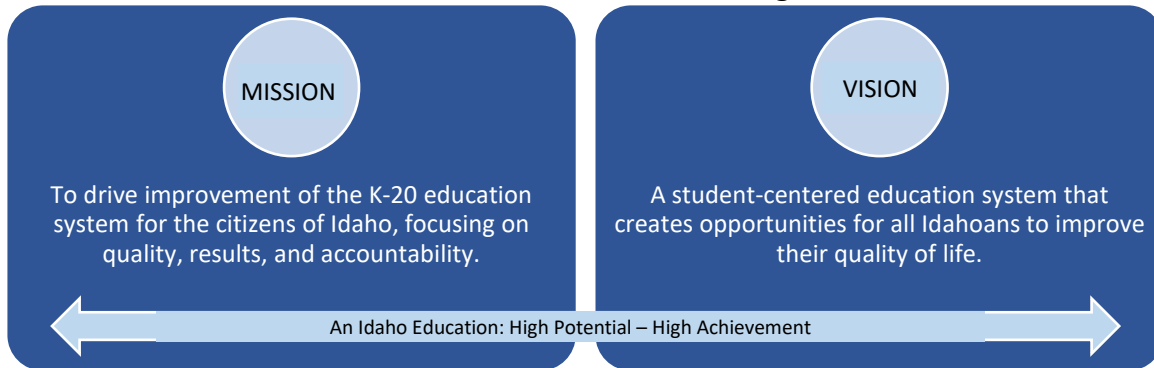 MISSION
To drive improvement of the K-20 education
system for the citizens of Idaho, focusing on
quality, results, and accountability.
VISION
A student-centered education system that
creates opportunities for all Idahoans to improve
their quality of life.
An Idaho Education: High Potential – High Achievement